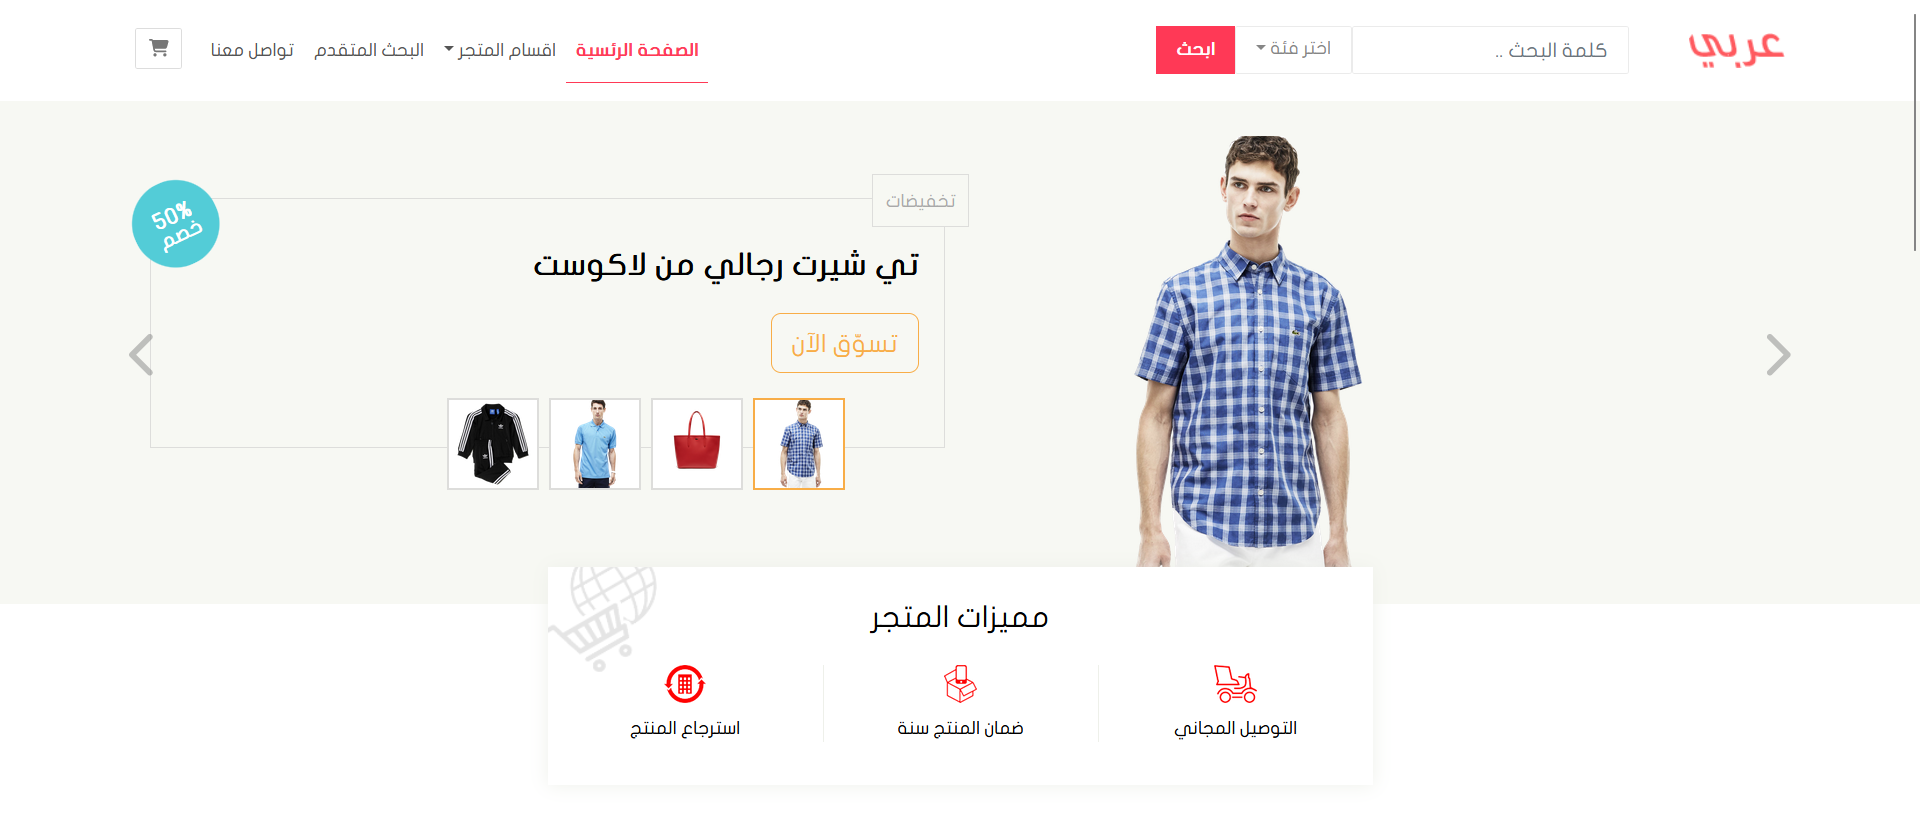 عربي
كلمة البحث ..
اختر فئة
ابحث
الصفحة الرئسية
اقسام المتجر
البحث المتقدم
تواصل معنا
تخفيضات
50%
خصم
تي شيرت رجالي من لاكوست
تسوّق الآن
مميزات المتجر
التوصيل المجاني
ضمان المنتج سنة
استرجاع المنتج